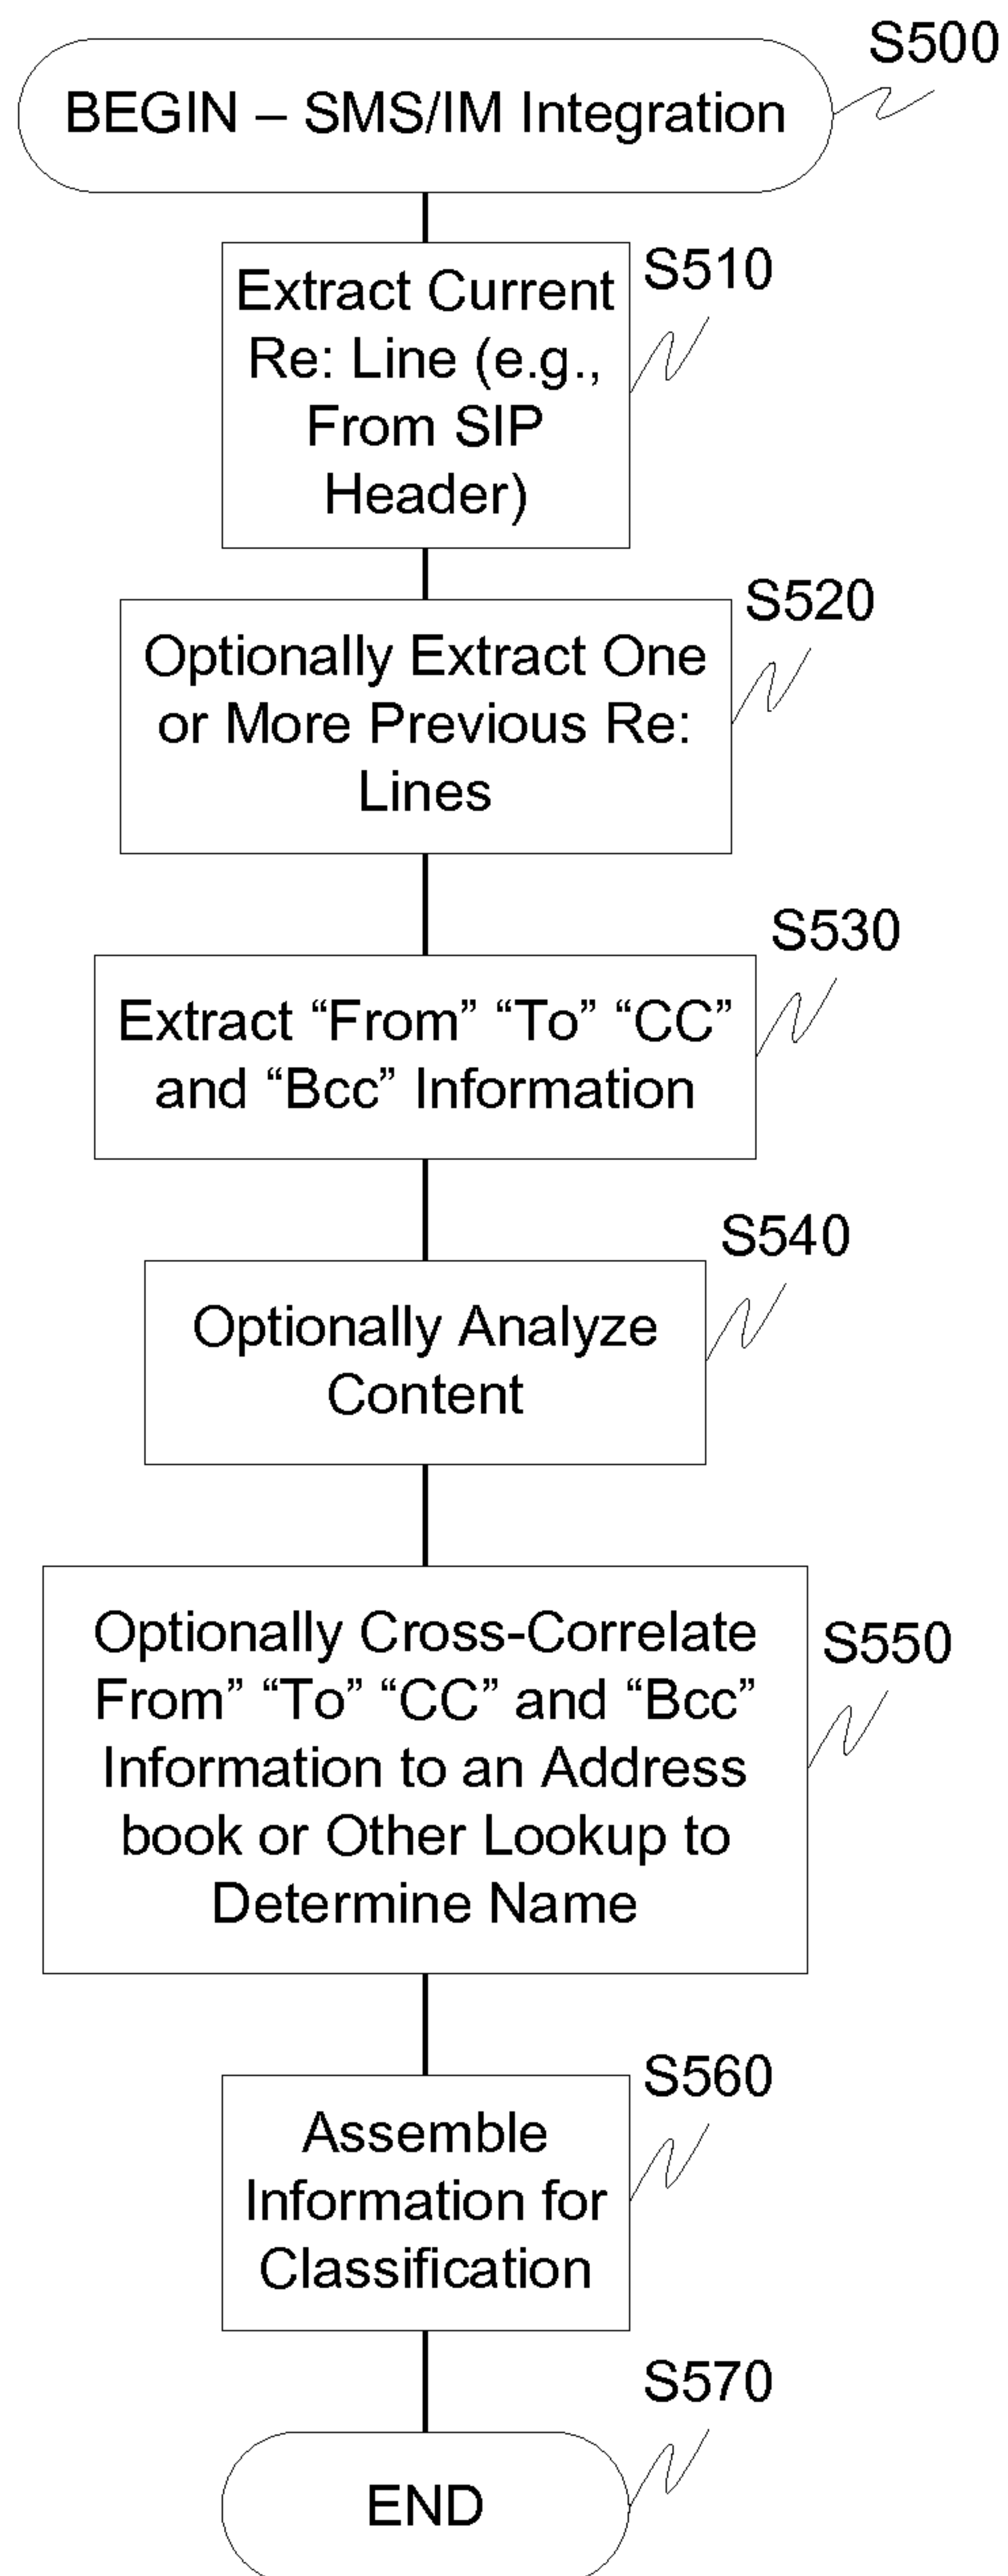 S500
BEGIN – SMS/IM Integration
S510
Extract Current
Re: Line (e.g.,
From SIP
Header)
S520
Optionally Extract One
or More Previous Re:
Lines
S530
Extract “From” “To” “CC”
and “Bcc” Information
S540
Optionally Analyze
Content
S550
Optionally Cross-Correlate
From” “To” “CC” and “Bcc”
Information to an Address
book or Other Lookup to
Determine Name
S560
Assemble
Information for
Classification
S570
END